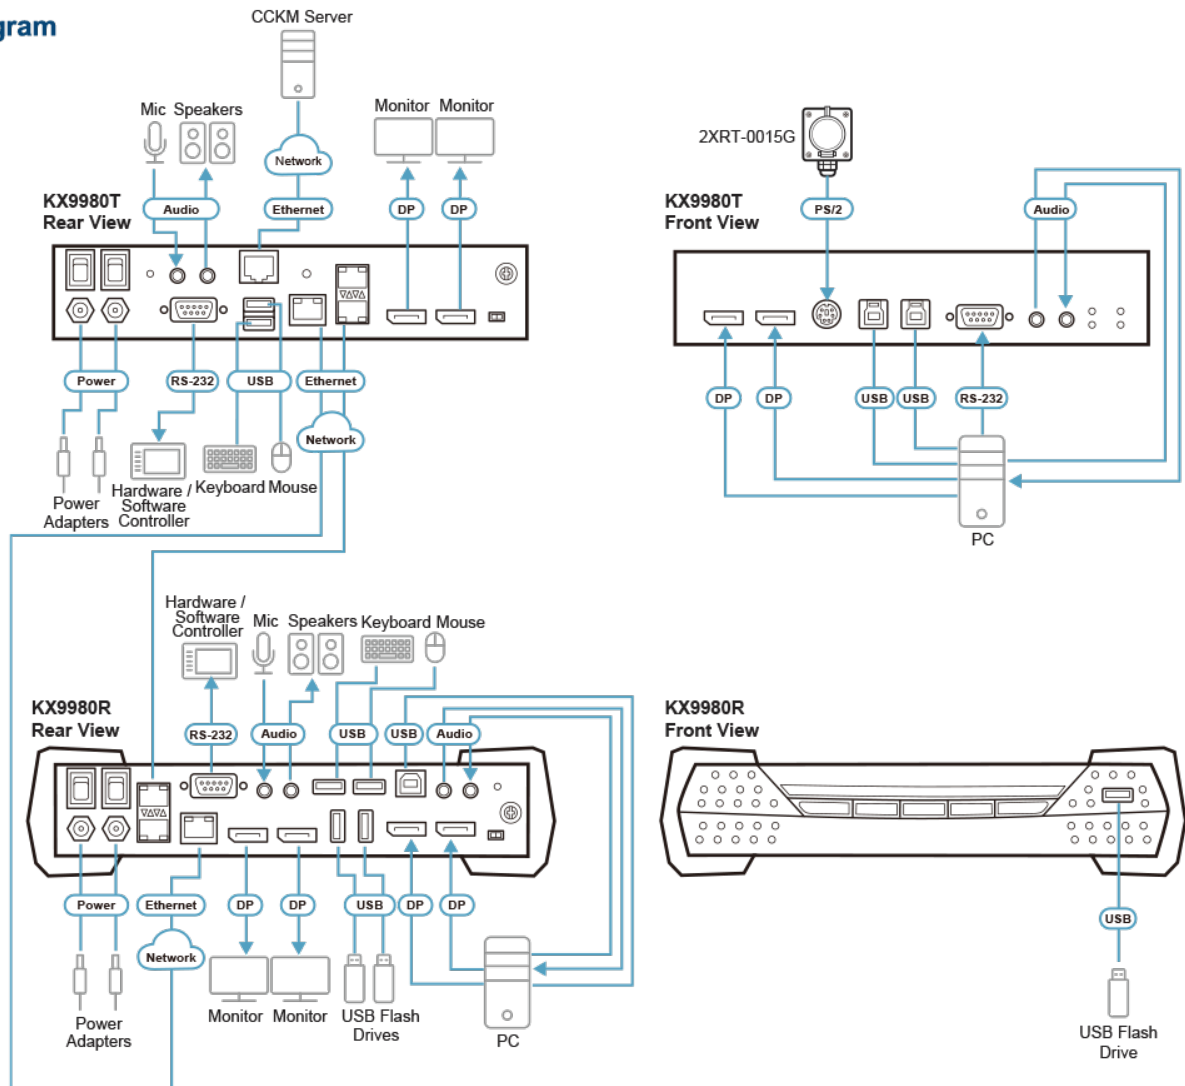 gram
CCKM Server
Mic Speakers
Monitor Monitor
Network
KX9980T
Rear View
Audio
Ethernet
DP
DP
Power
RS-232
USB
Ethernet
Network
Power
Adapters
Hardware /
Software
Controller
Keyboard Mouse
2XRT-0015G
KX9980T
Front View
PS/2
Audio
DP
DP
USB
USB
RS-232
PC
Hardware /
Software
Controller
Mic Speakers Keyboard Mouse
KX9980R
Rear View
RS-232
Audio
USB
USB
Audio
Power
Ethernet
DP
DP
USB
DP
DP
Network
Power
Adapters
Monitor Monitor
USB Flash
Drives
PC
KX9980R
Front View
USB
USB Flash
Drive